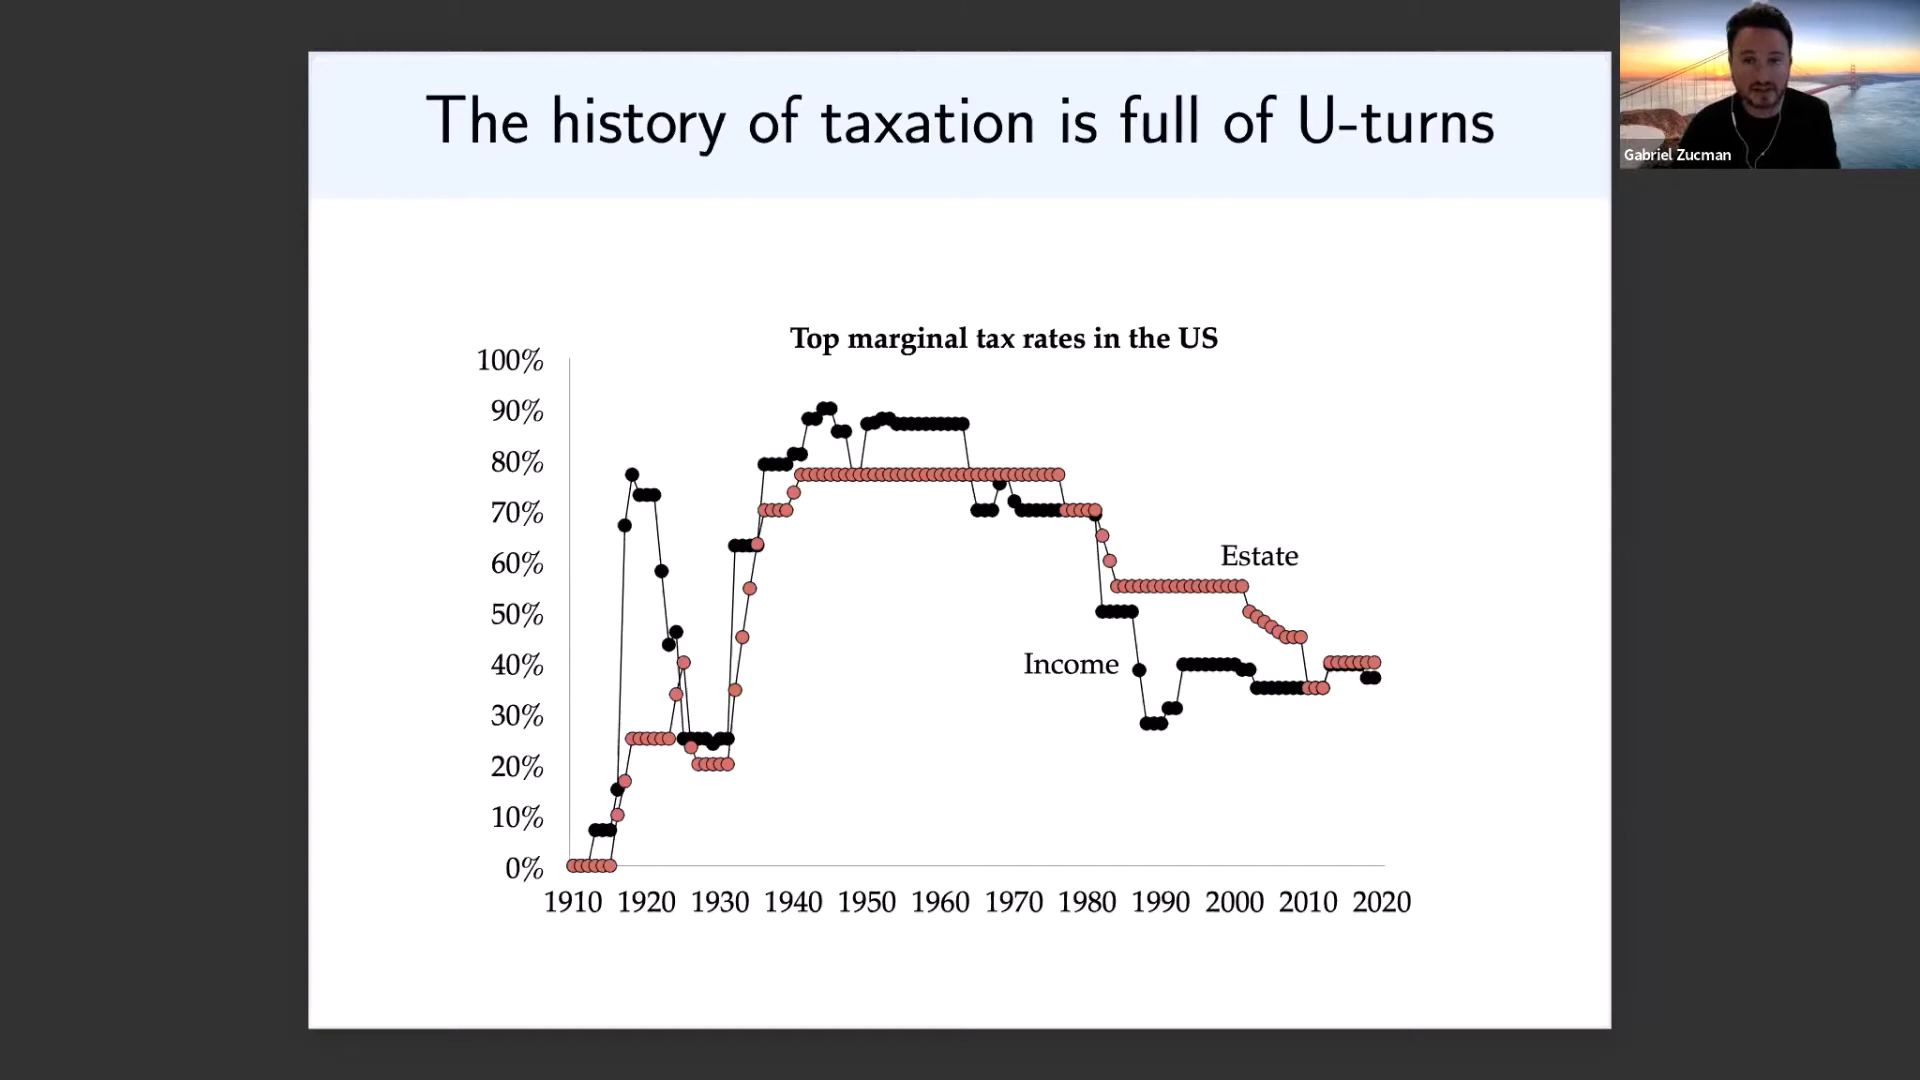 The history of taxation is full of U-turns
Gabriel Zucman
Top marginal tax rates in the US
100%
90%
80%
70%
60%
50%
40%
30%
20%
10%
0%
Estate
Income
1910 1920 1930 1940 1950 1960 1970 1980 1990 2000 2010 2020